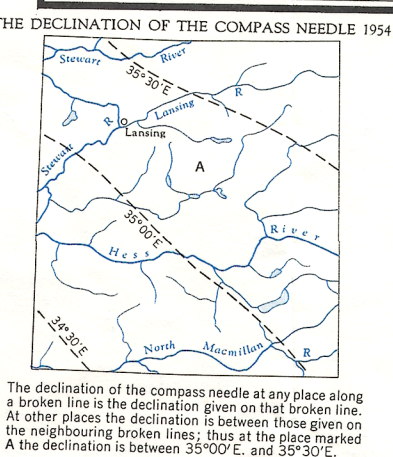 THE DECLINATION OF THE COMPASS NEEDLE 1954
Stewart River
35°30'E
Lansing R
R
Lansing
Stewart
A
35°00'E
River
Hess
34°30'E
North Macmillan R
The declination of the compass needle at any place along
a broken line is the declination given on that broken line.
At other places the declination is between those given on
the neighbouring broken lines; thus at the place marked
A the declination is between 35°00'E. and 35°30'E.